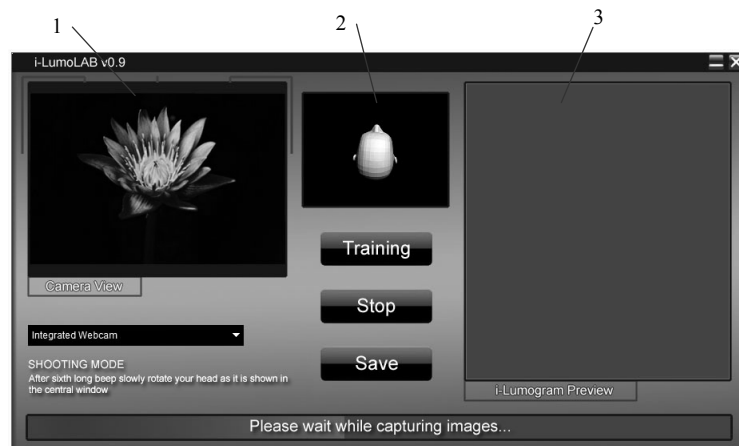 1
2
3
i-LumoLAB v0.9
Camera View
Integrated Webcam
SHOOTING MODE
After sixth long beep slowly rotate your head as it is shown in
the central window
Training
Stop
Save
i-Lumogram Preview
Please wait while capturing images...